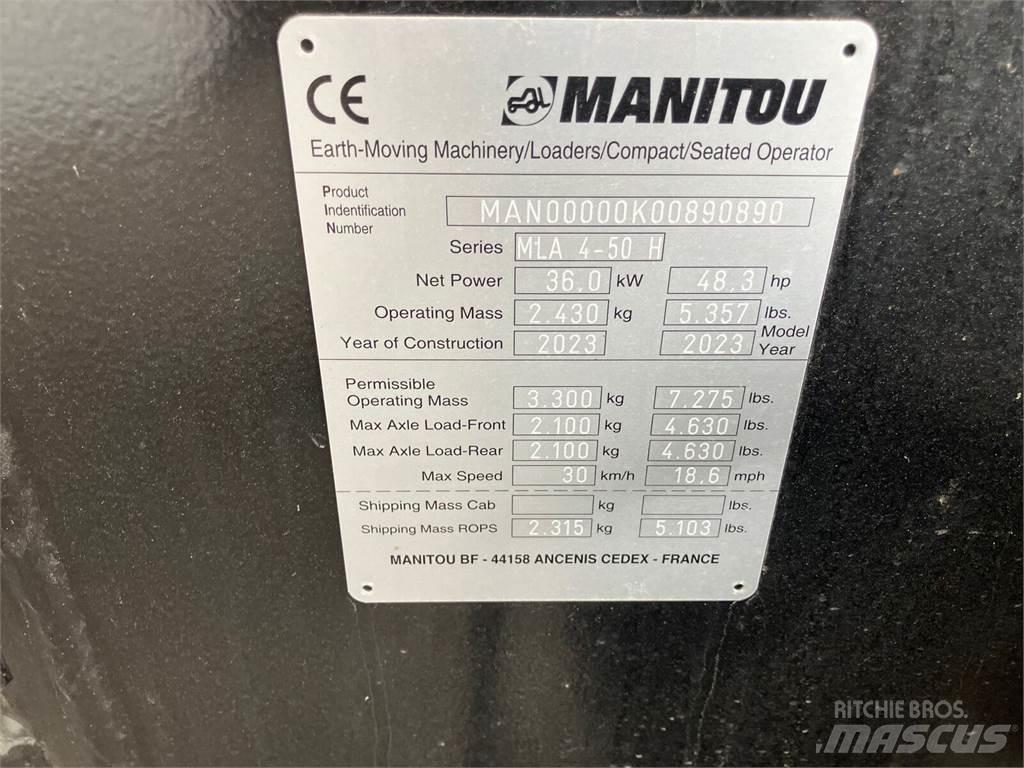 CE MANITOU
Earth-Moving Machinery/Loaders/Compact/Seated Operator
Product
Indentification
Number MAN00000K00890890
Series MLA 4-50 H
Net Power 36,0 kW 48,3 hp
Operating Mass 2.430 kg 5.357 lbs.
Year of Construction 2023 2023 Model Year
Permissible
Operating Mass 3.300 kg 7.275 lbs.
Max Axle Load-Front 2.100 kg 4.630 lbs.
Max Axle Load-Rear 2.100 kg 4.630 lbs.
Max Speed 30 km/h 18,6 mph
Shipping Mass Cab kg lbs.
Shipping Mass ROPS 2.315 kg 5.103 lbs.
MANITOU BF - 44158 ANCENIS CEDEX - FRANCE
RITCHIE BROS.
MASCUS